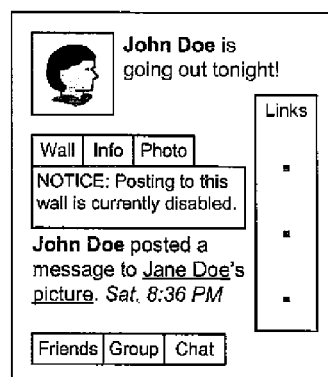 John Doe is
going out tonight!
Links
Wall Info Photo
NOTICE: Posting to this
wall is currently disabled.
John Doe posted a
message to Jane Doe's
picture. Sat, 8:36 PM
Friends Group Chat